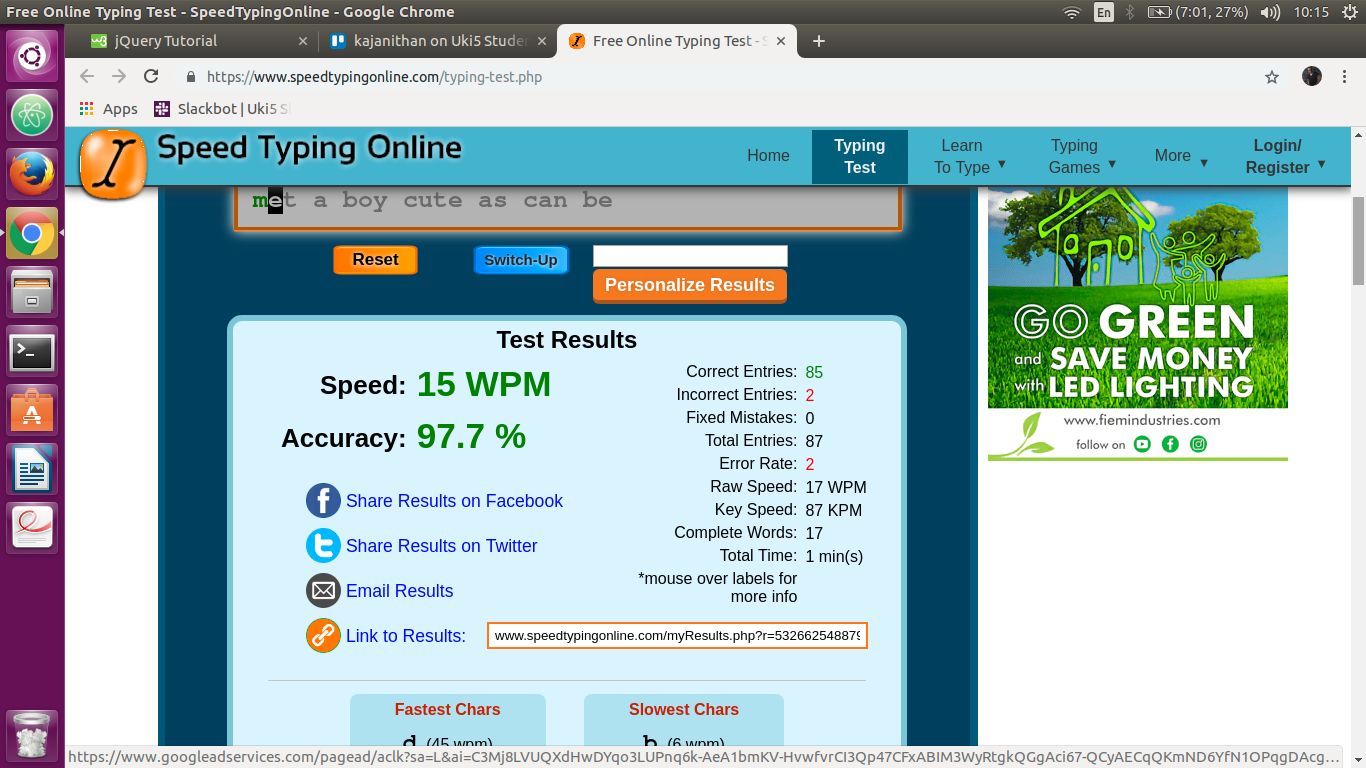 Free Online Typing Test - SpeedTypingOnline - Google Chrome
En (7:01, 27%) 10:15
jQuery Tutorial
kajanithan on Uki5 Stude
Free Online Typing Test - S
https://www.speedtypingonline.com/typing-test.php
Apps
Slackbot | Uki5 S
Speed Typing Online
Home
Typing Test
Learn To Type ▼
Typing Games ▼
More ▼
Login/ Register ▼
met a boy cute as can be
Reset
Switch-Up
Personalize Results
Test Results
Speed: 15 WPM
Accuracy: 97.7 %
Share Results on Facebook
Share Results on Twitter
Email Results
Link to Results: www.speedtypingonline.com/myResults.php?r=532662548879
Correct Entries: 85
Incorrect Entries: 2
Fixed Mistakes: 0
Total Entries: 87
Error Rate: 2
Raw Speed: 17 WPM
Key Speed: 87 KPM
Complete Words: 17
Total Time: 1 min(s)
*mouse over labels for
more info
Fastest Chars
d (45 wpm)
Slowest Chars
b (6 wpm)
GO GREEN
and SAVE MONEY
with LED LIGHTING
www.fiemindustries.com
follow on
https://www.googleadservices.com/pagead/aclk?sa=L&ai=C3Mj8LVUQXdHwDYqo3LUPnq6k-AeA1bmKV-HvwfvrCI3Qp47CFxABIM3WyRtgkQGgAci67-QCyAECqQKmND6YfN1OPqgDAcg...